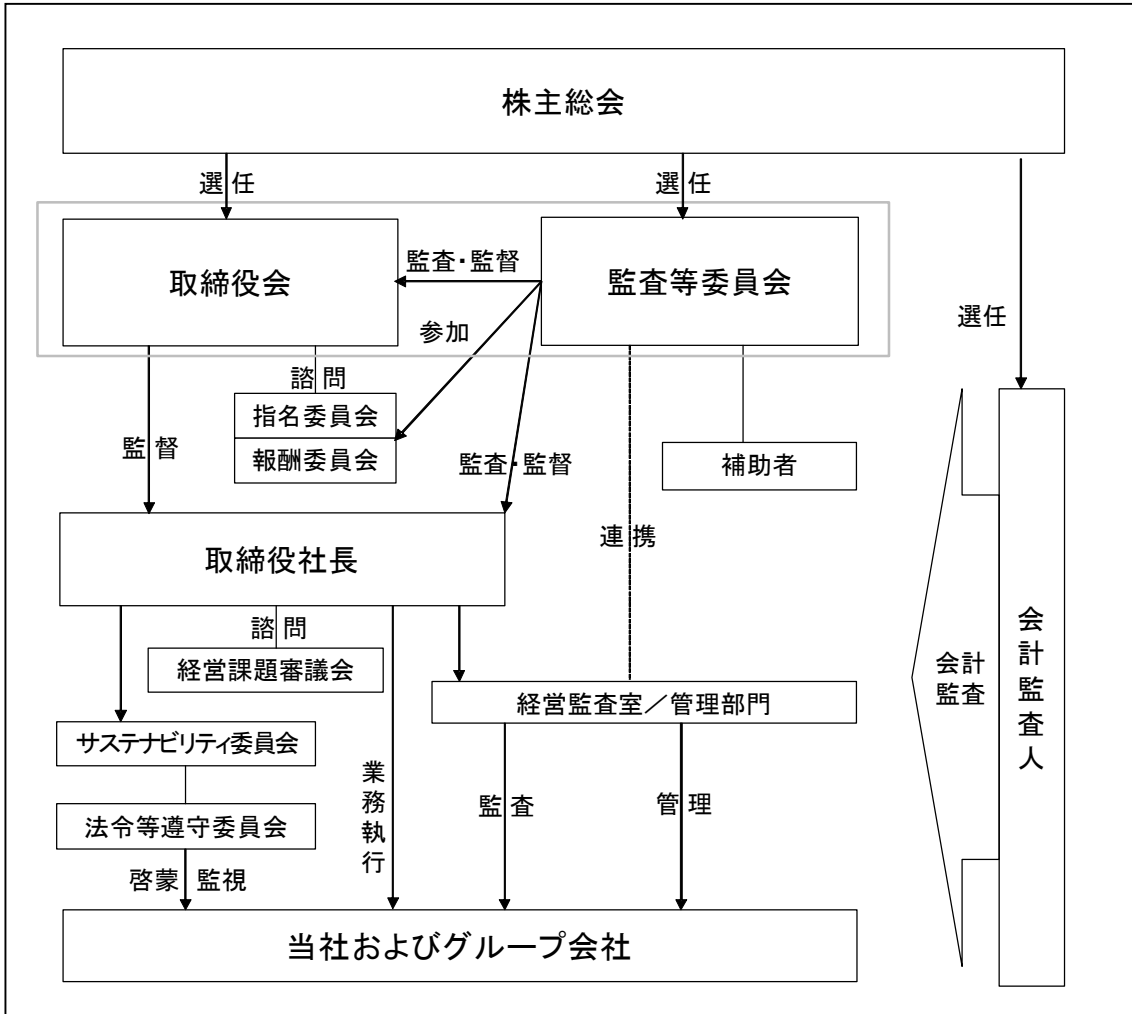 株主総会
選任
選任
選任
取締役会
監査・監督
監査等委員会
参加
諮問
指名委員会
報酬委員会
監督
監査・監督
補助者
取締役社長
連携
諮問
経営課題審議会
経営監査室／管理部門
サステナビリティ委員会
法令等遵守委員会
業務執行
監査
管理
啓蒙 監視
当社およびグループ会社
会計
監査
会計監査人